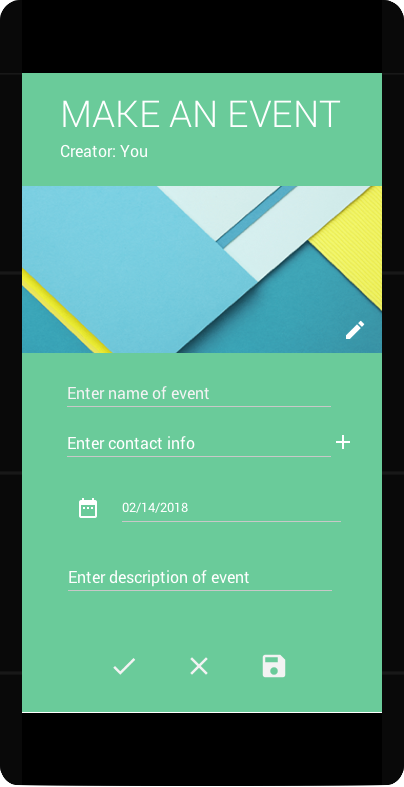 MAKE AN EVENT
Creator: You
Enter name of event
Enter contact info
02/14/2018
Enter description of event